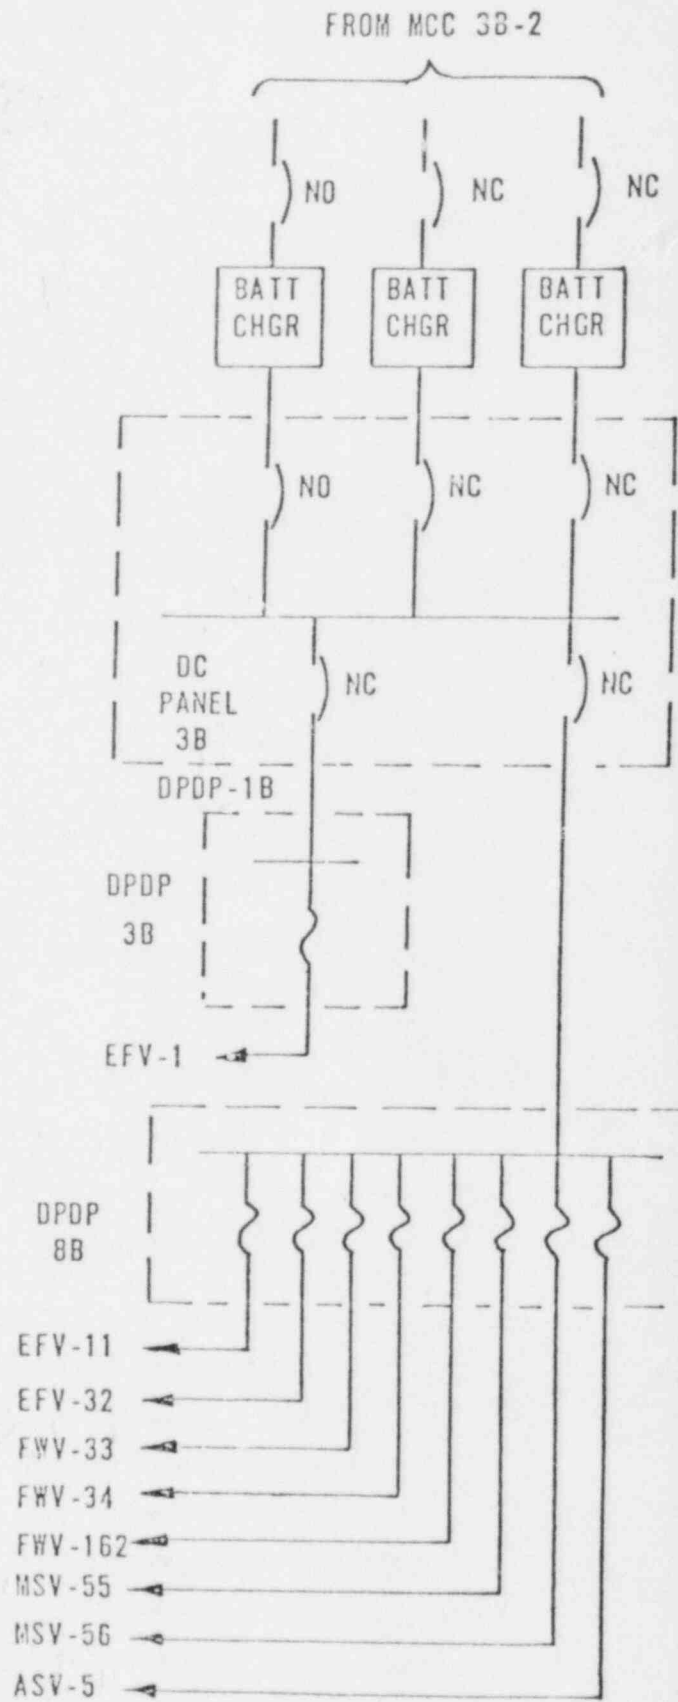 FROM MCC 3B-2
NO
NC
NC
BATT
CHGR
BATT
CHGR
BATT
CHGR
NO
NC
NC
DC
PANEL
3B
NC
NC
DPDP-1B
DPDP
3B
EFV-1
DPDP
8B
EFV-11
EFV-32
FWV-33
FWV-34
FWV-162
MSV-55
MSV-56
ASV-5